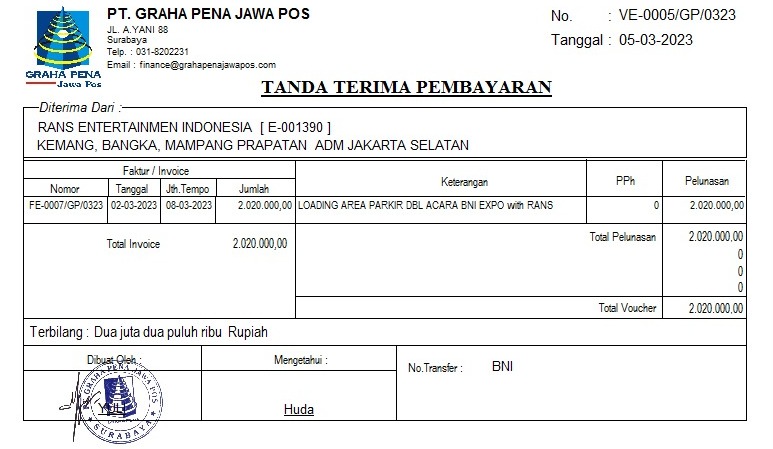 PT. GRAHA PENA JAWA POS
JL. A.YANI 88
Surabaya
Telp. : 031-8202231
Email : finance@grahapenajawapos.com
GRAHA PENA
Jawa Pos
No. : VE-0005/GP/0323
Tanggal : 05-03-2023
TANDA TERIMA PEMBAYARAN
Diterima Dari :
RANS ENTERTAINMEN INDONESIA [ E-001390 ]
KEMANG, BANGKA, MAMPANG PRAPATAN ADM JAKARTA SELATAN
Faktur / Invoice
Nomor Tanggal Jth.Tempo Jumlah Keterangan PPh Pelunasan
FE-0007/GP/0323 02-03-2023 08-03-2023 2.020.000,00 LOADING AREA PARKIR DBL ACARA BNI EXPO with RANS 0 2.020.000,00
Total Invoice 2.020.000,00 Total Pelunasan 2.020.000,00
0
0
0
Total Voucher 2.020.000,00
Terbilang : Dua juta dua puluh ribu Rupiah
Dibuat Oleh : Mengetahui : No.Transfer : BNI
GRAHA PENA JAWA POS
SURABAYA
Huda